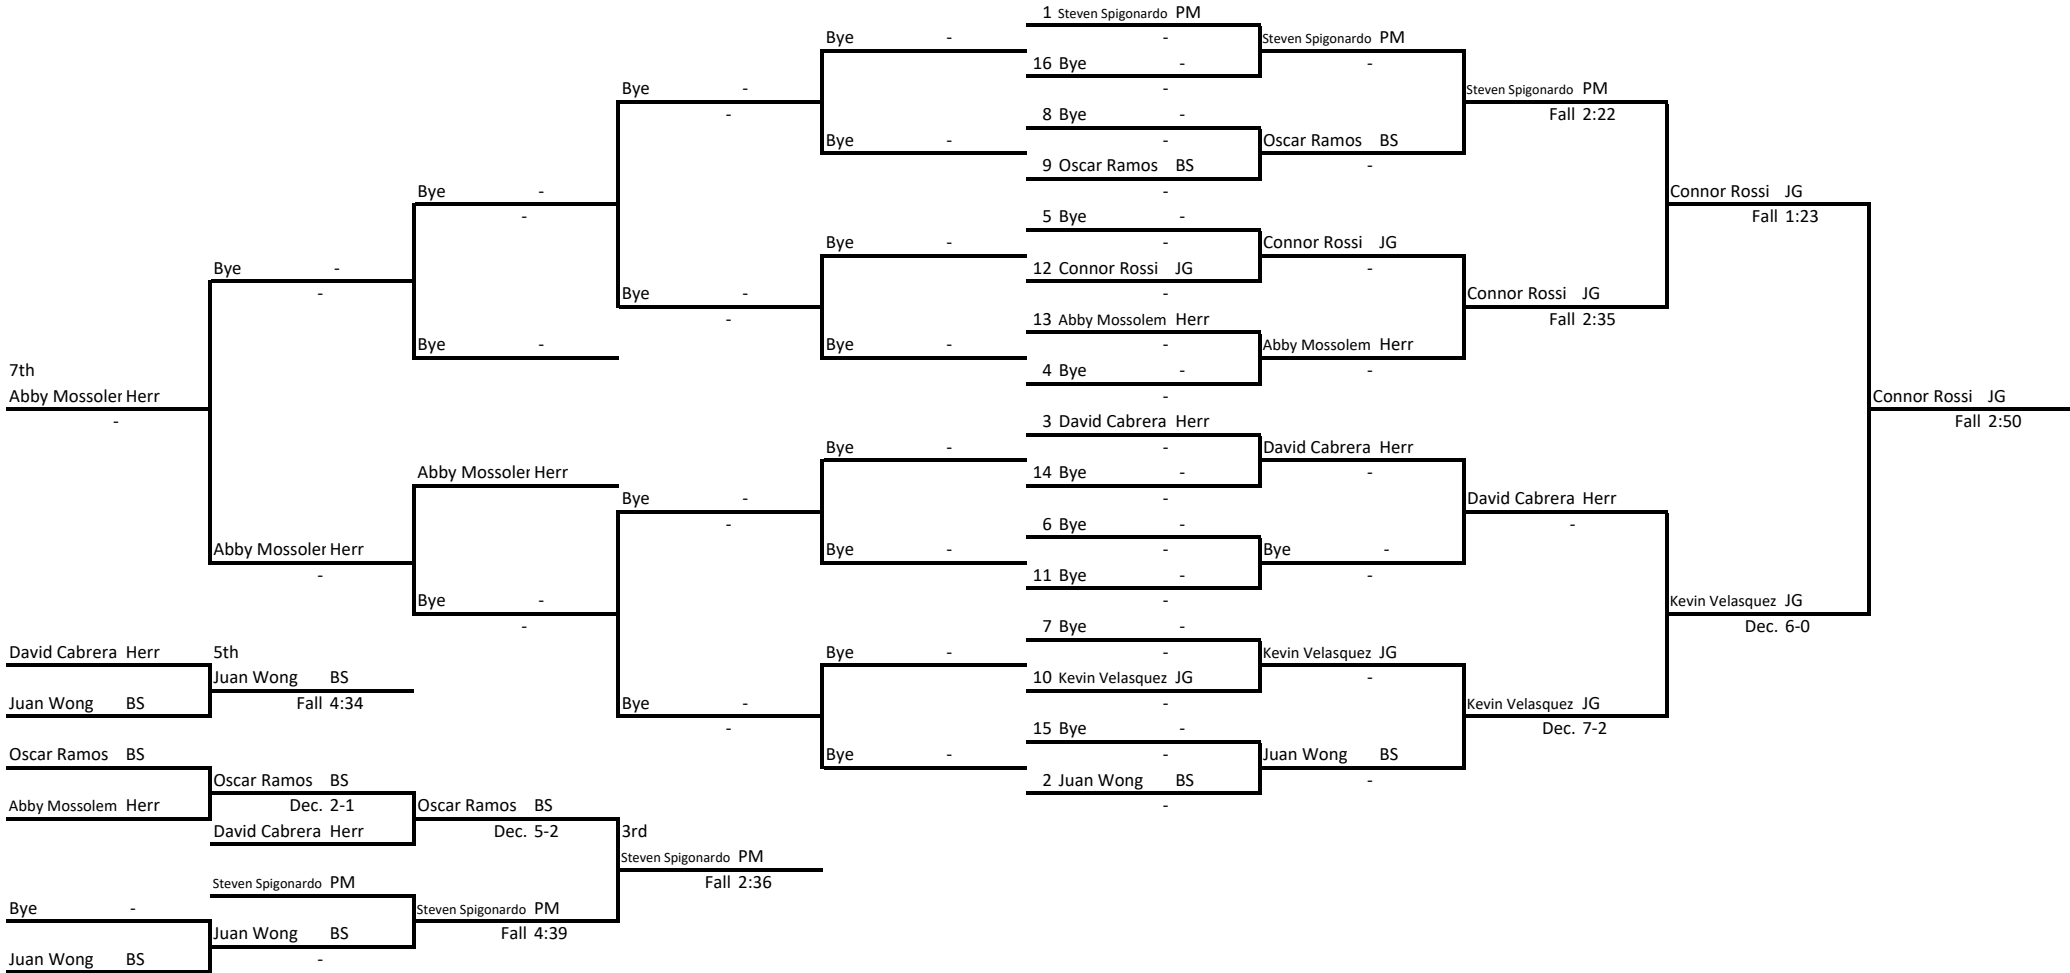 1 Steven Spigonardo PM
Bye - - Steven Spigonardo PM
16 Bye - -
Bye - - Steven Spigonardo PM
- 8 Bye - Fall 2:22
Bye - - Oscar Ramos BS
9 Oscar Ramos BS -
Bye - - Connor Rossi JG
- 5 Bye - Fall 1:23
Bye - - Connor Rossi JG
Bye - 12 Connor Rossi JG -
- Bye - - Connor Rossi JG
- 13 Abby Mossolem Herr Fall 2:35
Bye - Bye - - Abby Mossolem Herr
7th 4 Bye - -
Abby Mossoler Herr - Connor Rossi JG
- 3 David Cabrera Herr Fall 2:50
Bye - - David Cabrera Herr
Abby Mossoler Herr 14 Bye - -
Bye - - David Cabrera Herr
- 6 Bye - -
Abby Mossoler Herr Bye - - Bye -
- 11 Bye - -
Bye - - Kevin Velasquez JG
- 7 Bye - Dec. 6-0
David Cabrera Herr 5th Bye - - Kevin Velasquez JG
Juan Wong BS 10 Kevin Velasquez JG -
Juan Wong BS Fall 4:34 Bye - - Kevin Velasquez JG
- 15 Bye - Dec. 7-2
Oscar Ramos BS Bye - - Juan Wong BS
Oscar Ramos BS 2 Juan Wong BS -
Abby Mossolem Herr Dec. 2-1 Oscar Ramos BS -
David Cabrera Herr Dec. 5-2 3rd
Steven Spigonardo PM
Steven Spigonardo PM Fall 2:36
Bye - Steven Spigonardo PM
Juan Wong BS Fall 4:39
Juan Wong BS -